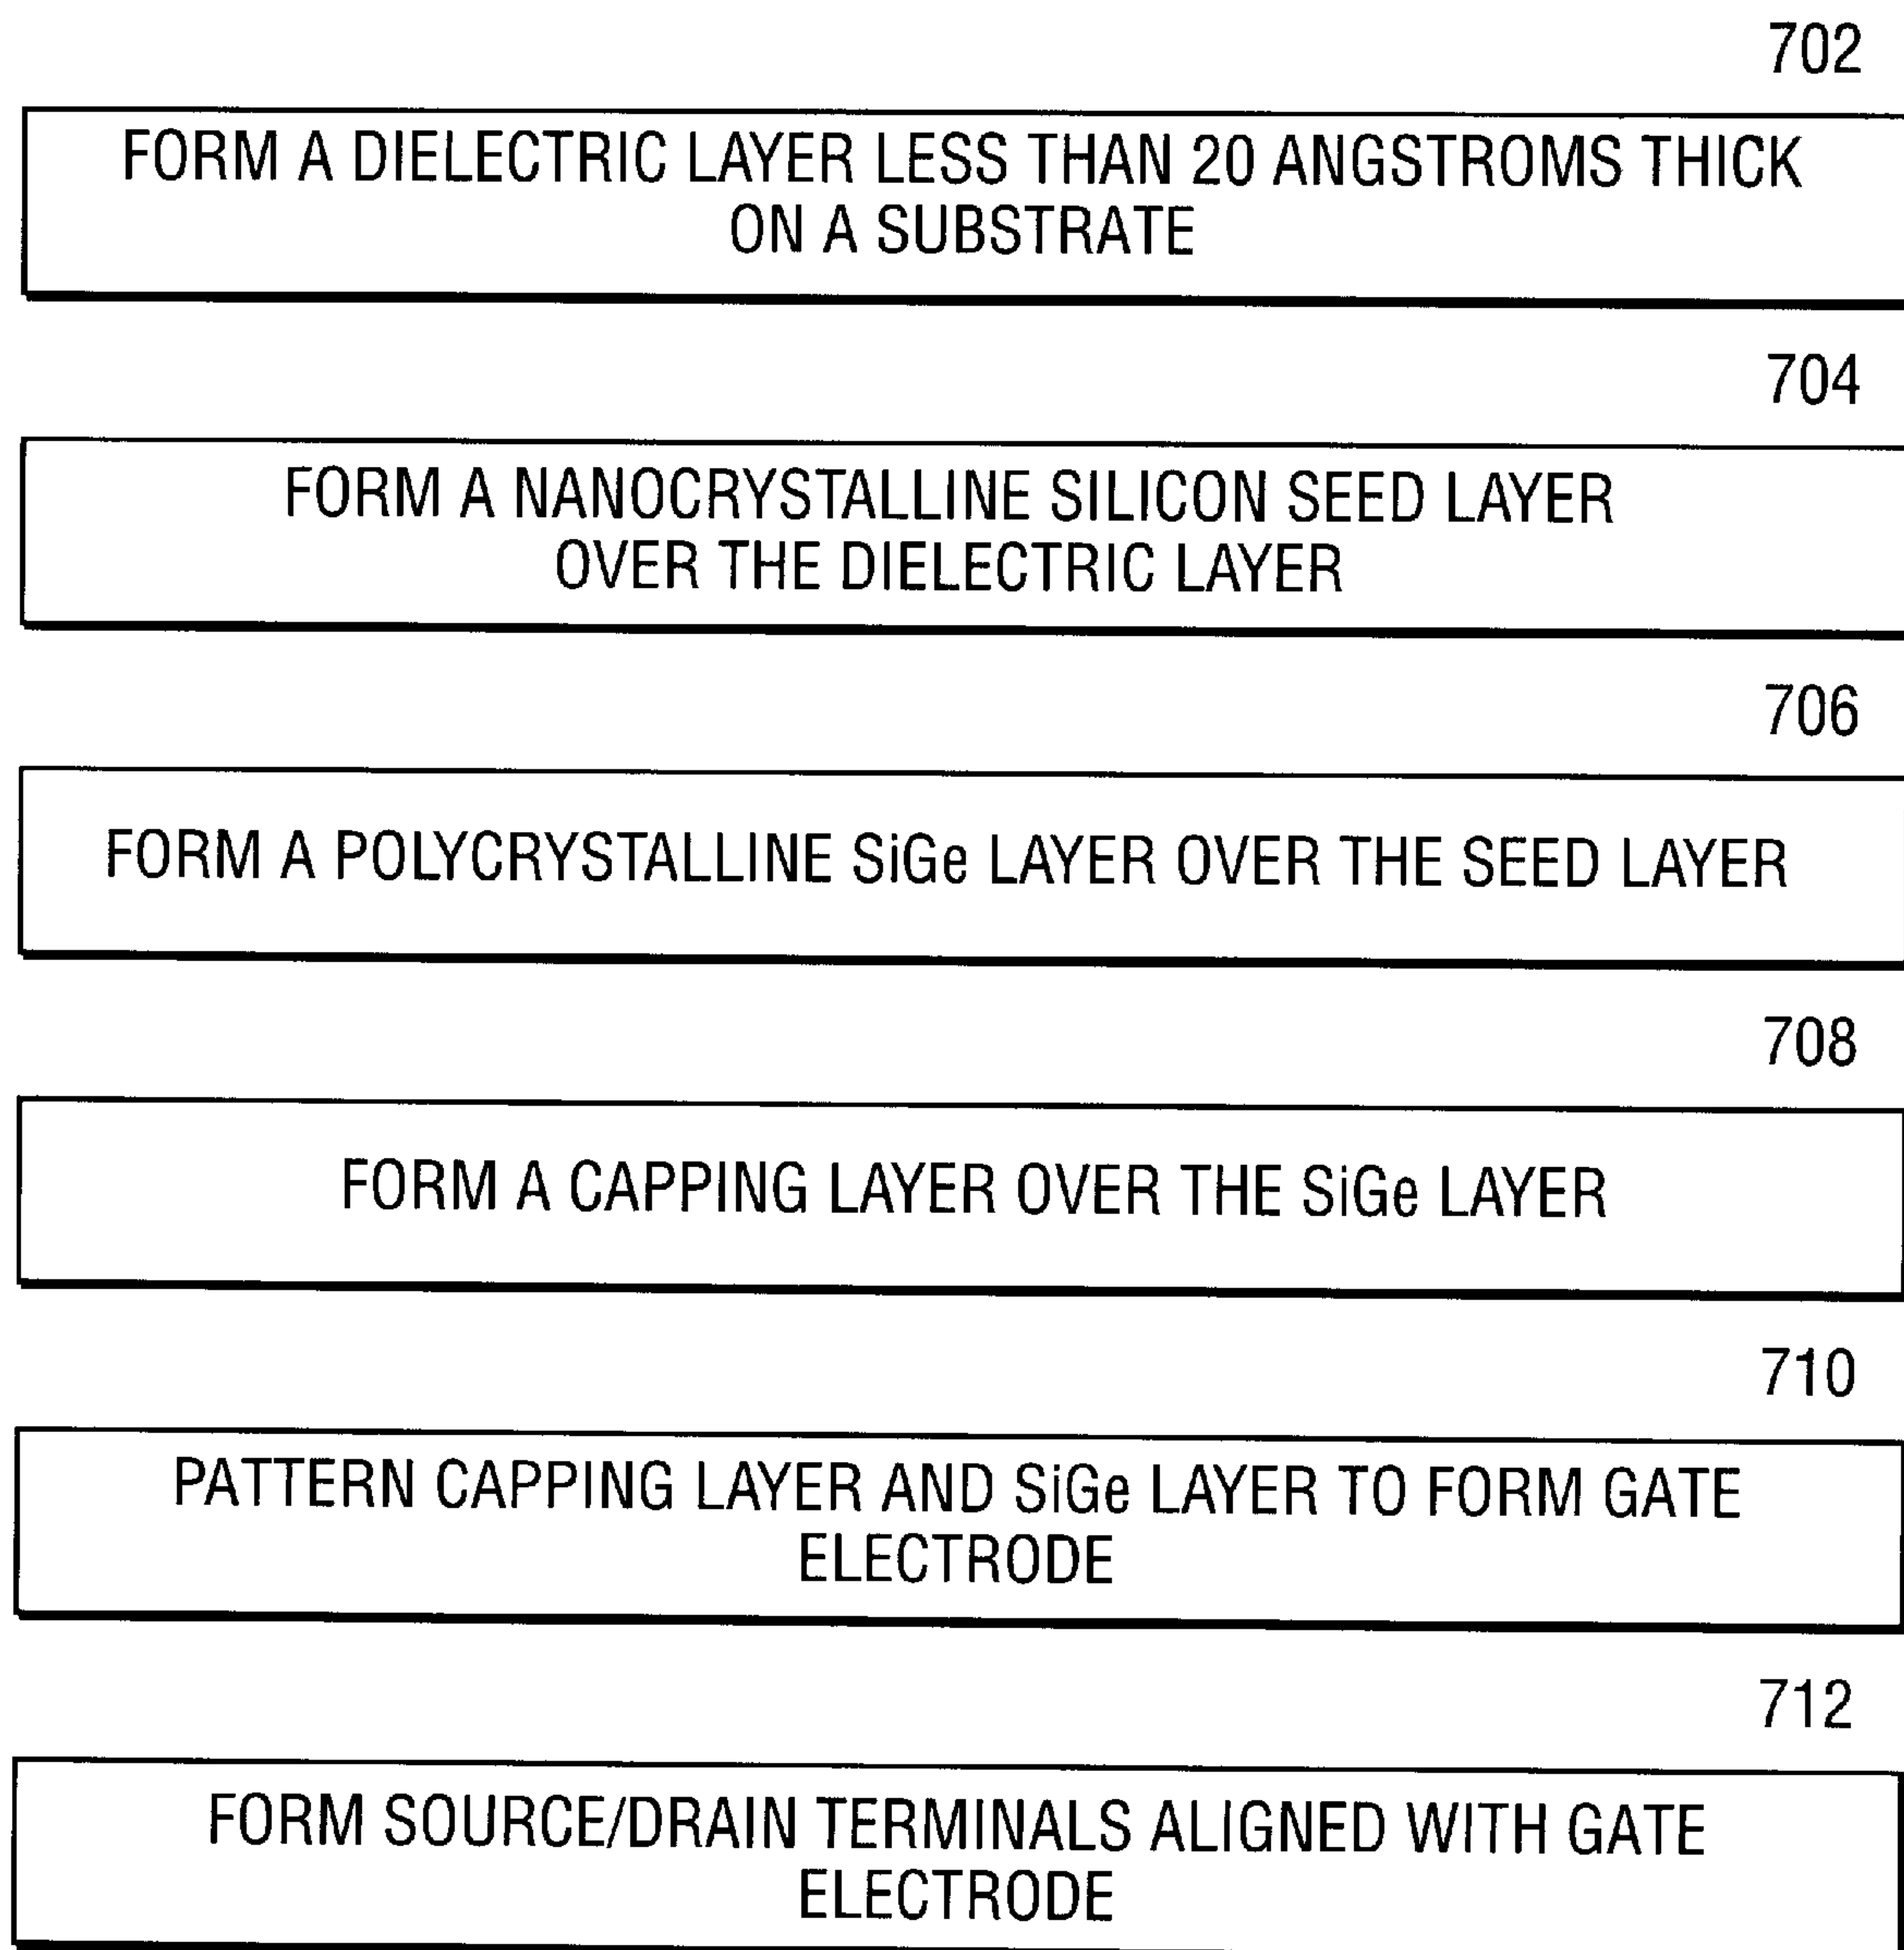 702
FORM A DIELECTRIC LAYER LESS THAN 20 ANGSTROMS THICK
ON A SUBSTRATE
704
FORM A NANOCRYSTALLINE SILICON SEED LAYER
OVER THE DIELECTRIC LAYER
706
FORM A POLYCRYSTALLINE SiGe LAYER OVER THE SEED LAYER
708
FORM A CAPPING LAYER OVER THE SiGe LAYER
710
PATTERN CAPPING LAYER AND SiGe LAYER TO FORM GATE
ELECTRODE
712
FORM SOURCE/DRAIN TERMINALS ALIGNED WITH GATE
ELECTRODE